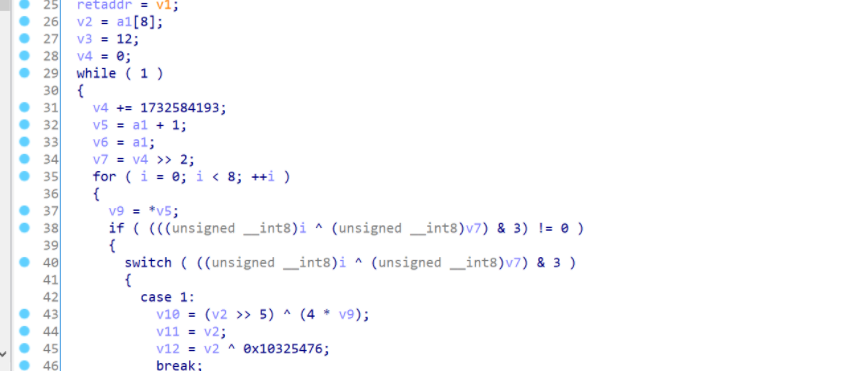 25 retaddr = v1;
26 v2 = a1[8];
27 v3 = 12;
28 v4 = 0;
29 while ( 1 )
30 {
31 v4 += 1732584193;
32 v5 = a1 + 1;
33 v6 = a1;
34 v7 = v4 >> 2;
35 for ( i = 0; i < 8; ++i )
36 {
37 v9 = *v5;
38 if ( (((unsigned __int8)i ^ (unsigned __int8)v7) & 3) != 0 )
39 {
40 switch ( ((unsigned __int8)i ^ (unsigned __int8)v7) & 3 )
41 {
42 case 1:
43 v10 = (v2 >> 5) ^ (4 * v9);
44 v11 = v2;
45 v12 = v2 ^ 0x10325476;
46 break;